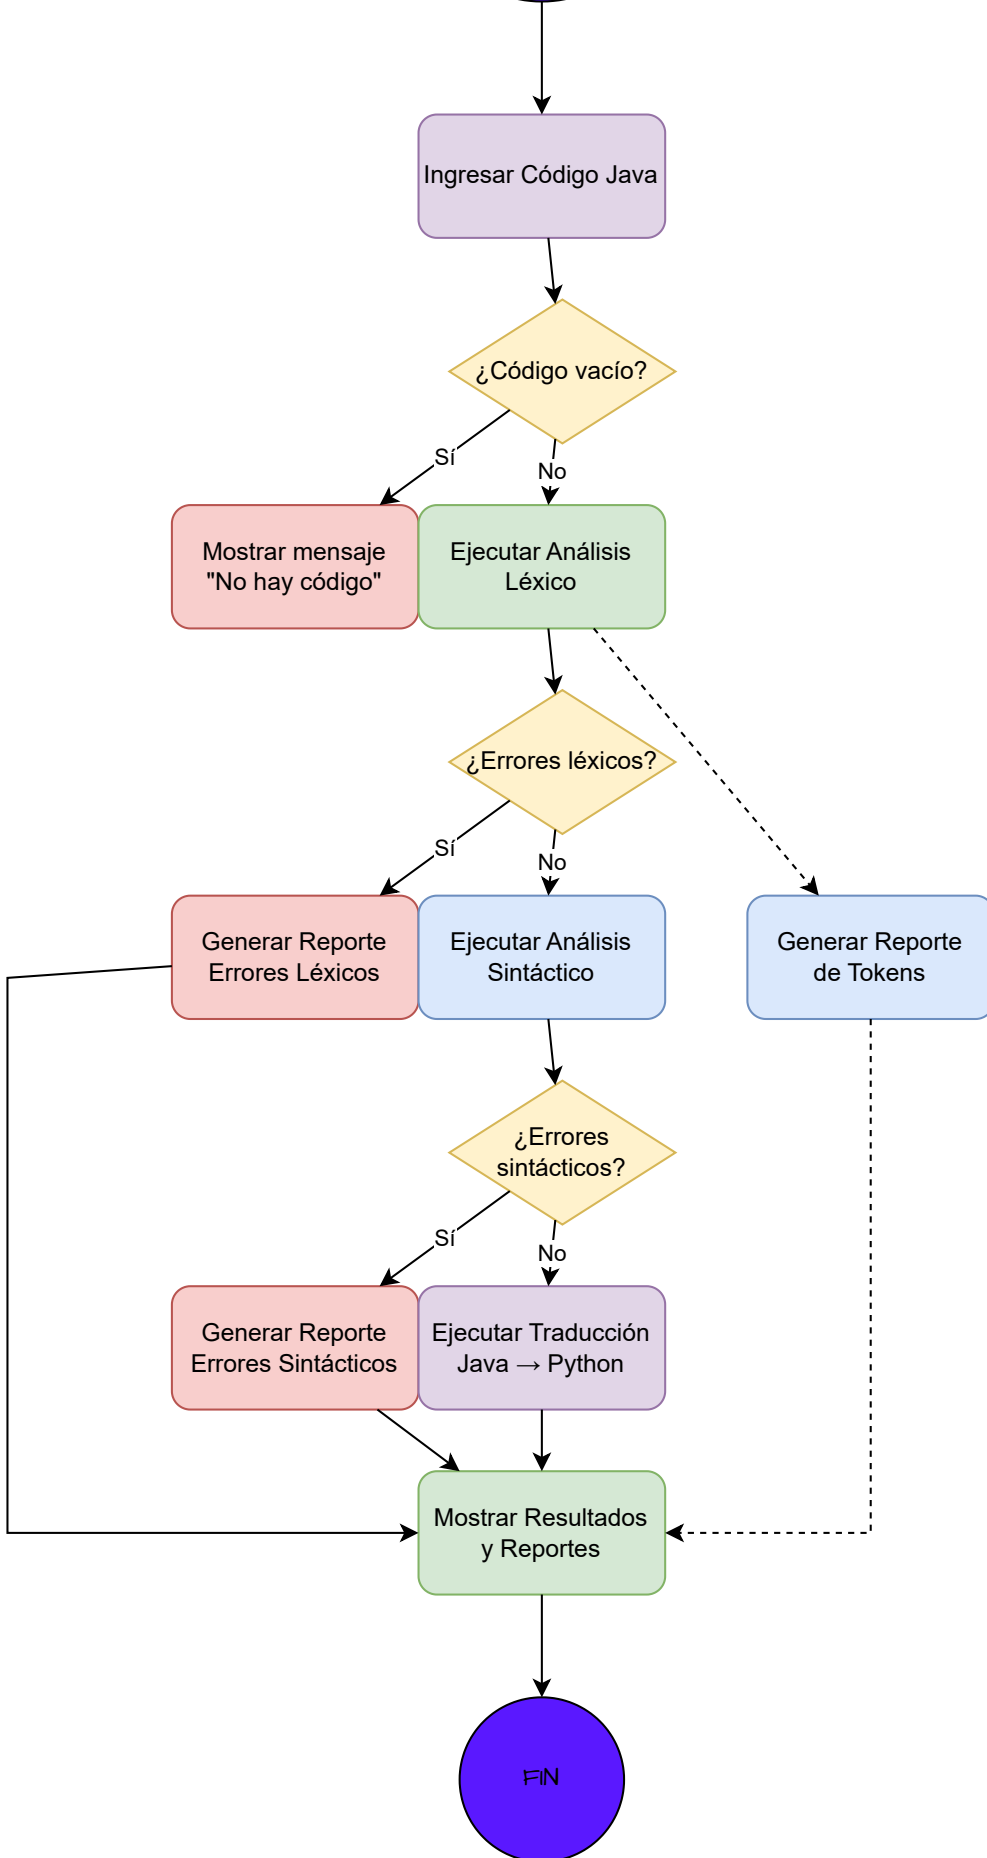 Ingresar Código Java
¿Código vacío?
Sí
No
Mostrar mensaje
"No hay código"
Ejecutar Análisis
Léxico
¿Errores léxicos?
Sí
No
Generar Reporte
Errores Léxicos
Ejecutar Análisis
Sintáctico
Generar Reporte
de Tokens
¿Errores
sintácticos?
Sí
No
Generar Reporte
Errores Sintácticos
Ejecutar Traducción
Java → Python
Mostrar Resultados
y Reportes
FIN